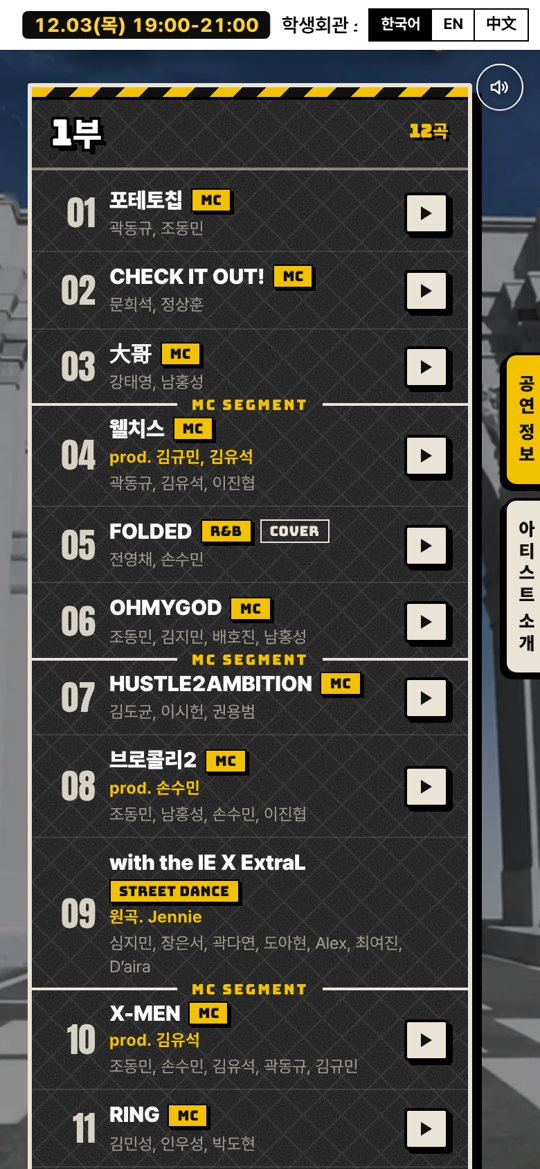 12.03(목) 19:00-21:00 학생회관 : 한국어 EN 中文
1부 12곡
01 포테토칩 MC
곽동규, 조동민
02 CHECK IT OUT! MC
문희석, 정상훈
03 大哥 MC
강태영, 남홍성
MC SEGMENT
04 웰치스 MC
prod. 김규민, 김유석
곽동규, 김유석, 이진협
05 FOLDED R&B COVER
전영채, 손수민
06 OHMYGOD MC
조동민, 김지민, 배호진, 남홍성
MC SEGMENT
07 HUSTLE2AMBITION MC
김도균, 이시헌, 권용범
08 브로콜리2 MC
prod. 손수민
조동민, 남홍성, 손수민, 이진협
09 with the IE X ExtraL
STREET DANCE
원곡. Jennie
심지민, 장은서, 곽다연, 도아현, Alex, 최여진,
D'aira
MC SEGMENT
10 X-MEN MC
prod. 김유석
조동민, 손수민, 김유석, 곽동규, 김규민
11 RING MC
김민성, 인우성, 박도현
공연 정보
아티스트 소개